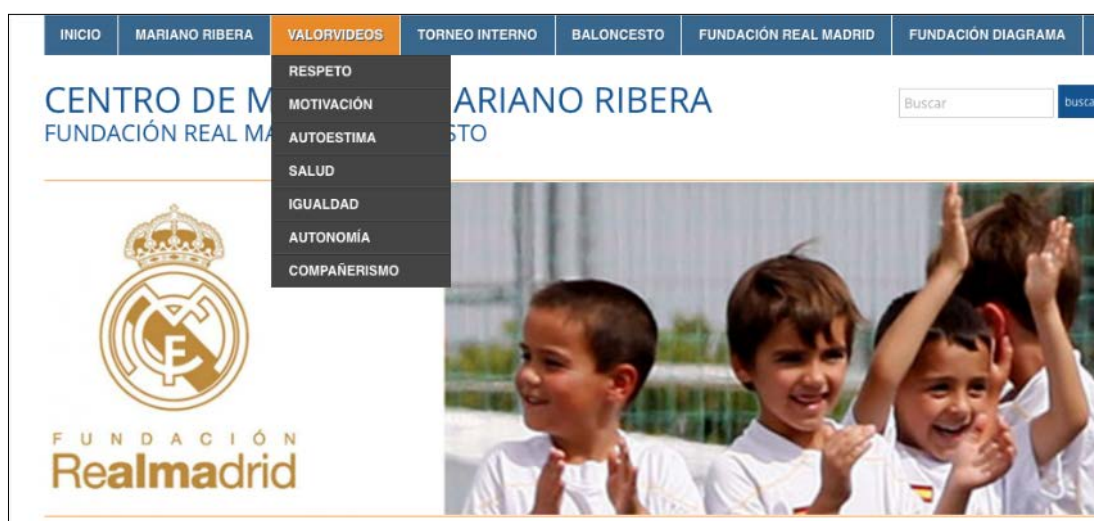 INICIO MARIANO RIBERA VALORVIDEOS TORNEO INTERNO BALONCESTO FUNDACIÓN REAL MADRID FUNDACIÓN DIAGRAMA
RESPETO
MOTIVACIÓN
AUTOESTIMA
SALUD
IGUALDAD
AUTONOMÍA
COMPAÑERISMO
CENTRO DE M ARIANO RIBERA
FUNDACIÓN REAL MA STO
Buscar busca
FUNDACIÓN
Realmadrid